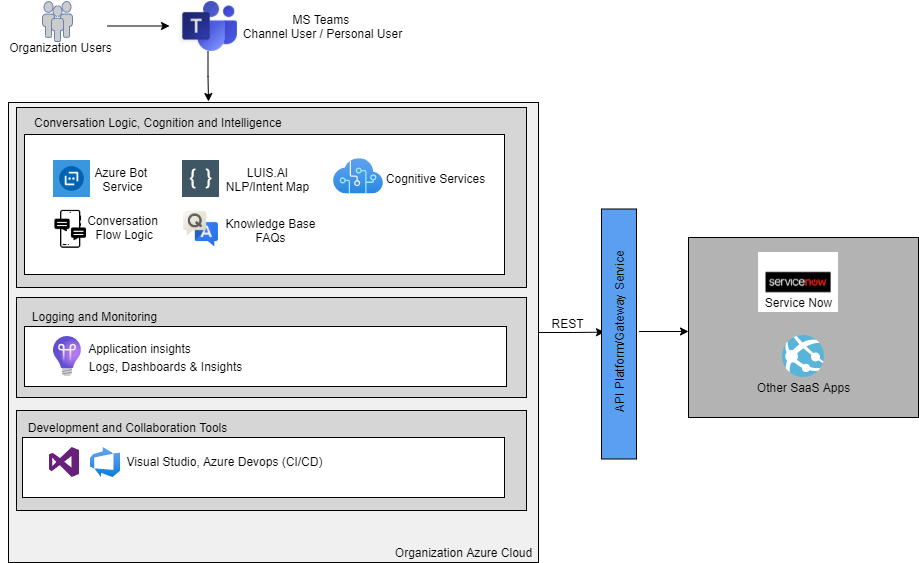 Organization Users
MS Teams
Channel User / Personal User
Conversation Logic, Cognition and Intelligence
Azure Bot
Service
{ }
LUIS.AI
NLP/Intent Map
Cognitive Services
Conversation
Flow Logic
Q
A
Knowledge Base
FAQs
Logging and Monitoring
Application insights
Logs, Dashboards & Insights
Development and Collaboration Tools
Visual Studio, Azure Devops (CI/CD)
Organization Azure Cloud
REST
API Platform/Gateway Service
servicenow
Service Now
Other SaaS Apps
T